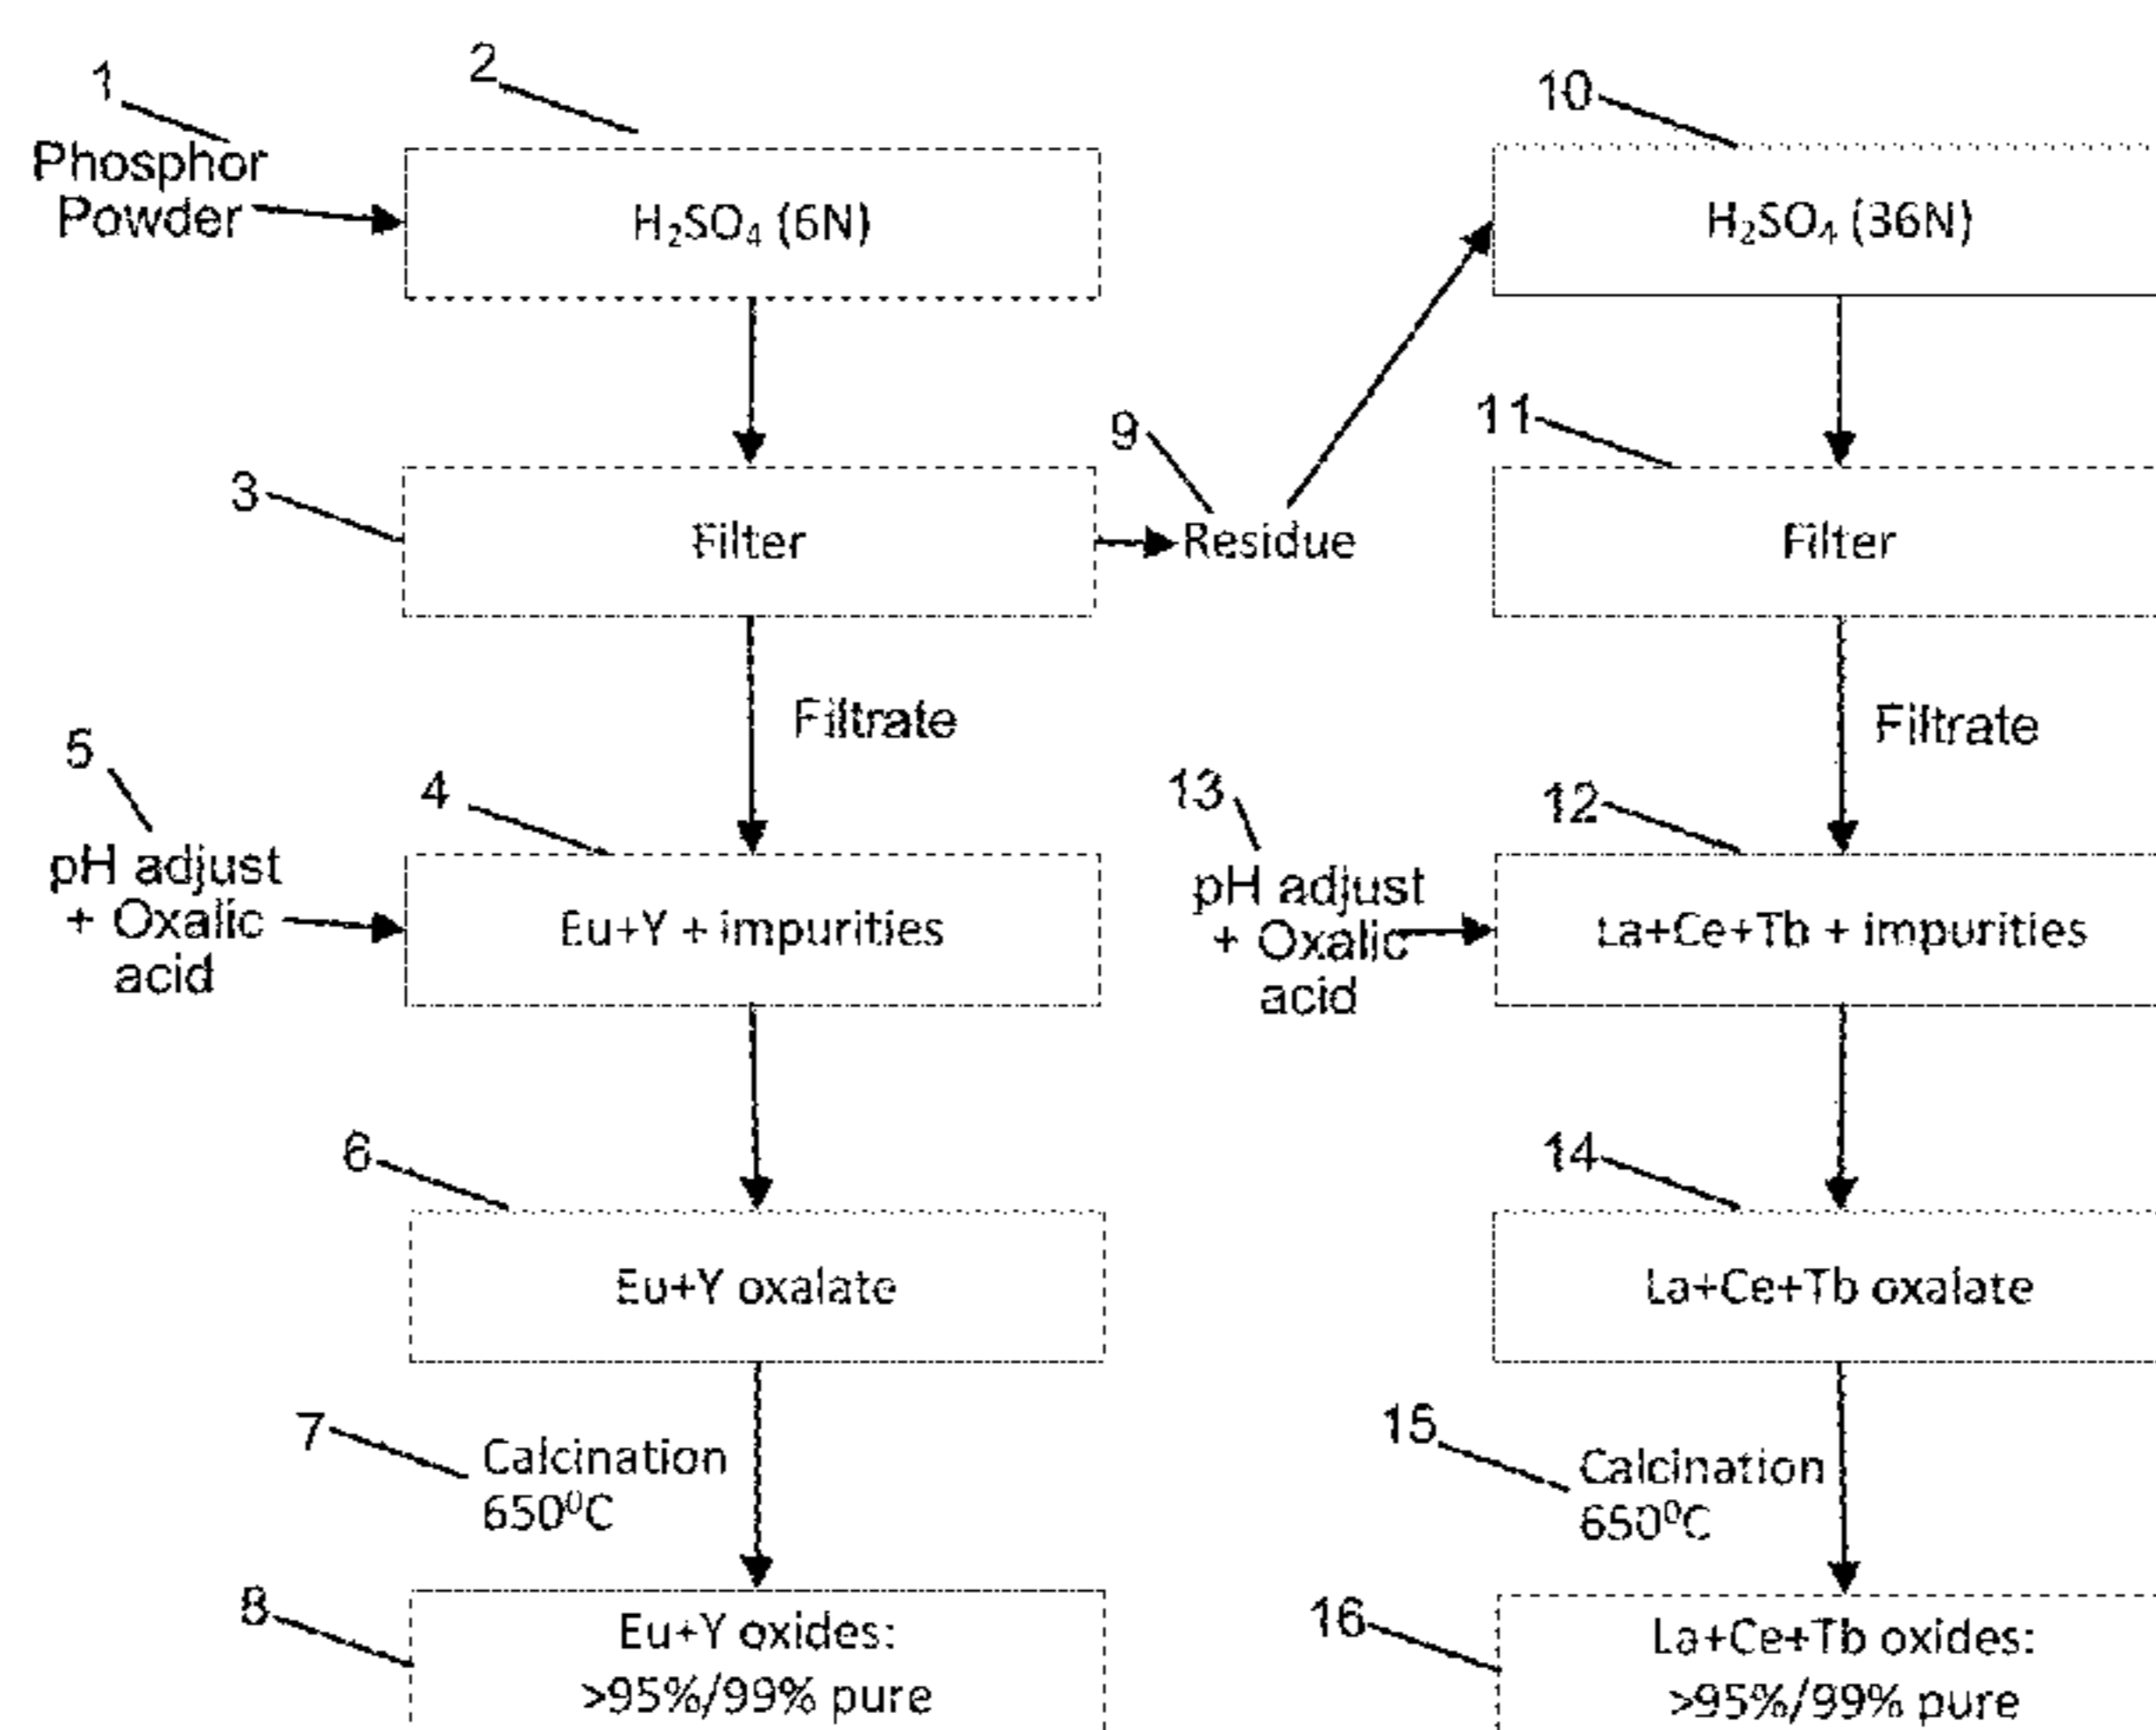 1
Phosphor
Powder
2
H₂SO₄ (6N)
3
Filter
Filtrate
5
pH adjust
+ Oxalic
acid
4
Eu+Y + impurities
6
Eu+Y oxalate
7
Calcination
650⁰C
8
Eu+Y oxides:
>95%/99% pure
9
Residue
10
H₂SO₄ (36N)
11
Filter
Filtrate
13
pH adjust
+ Oxalic
acid
12
La+Ce+Tb + impurities
14
La+Ce+Tb oxalate
15
Calcination
650⁰C
16
La+Ce+Tb oxides:
>95%/99% pure